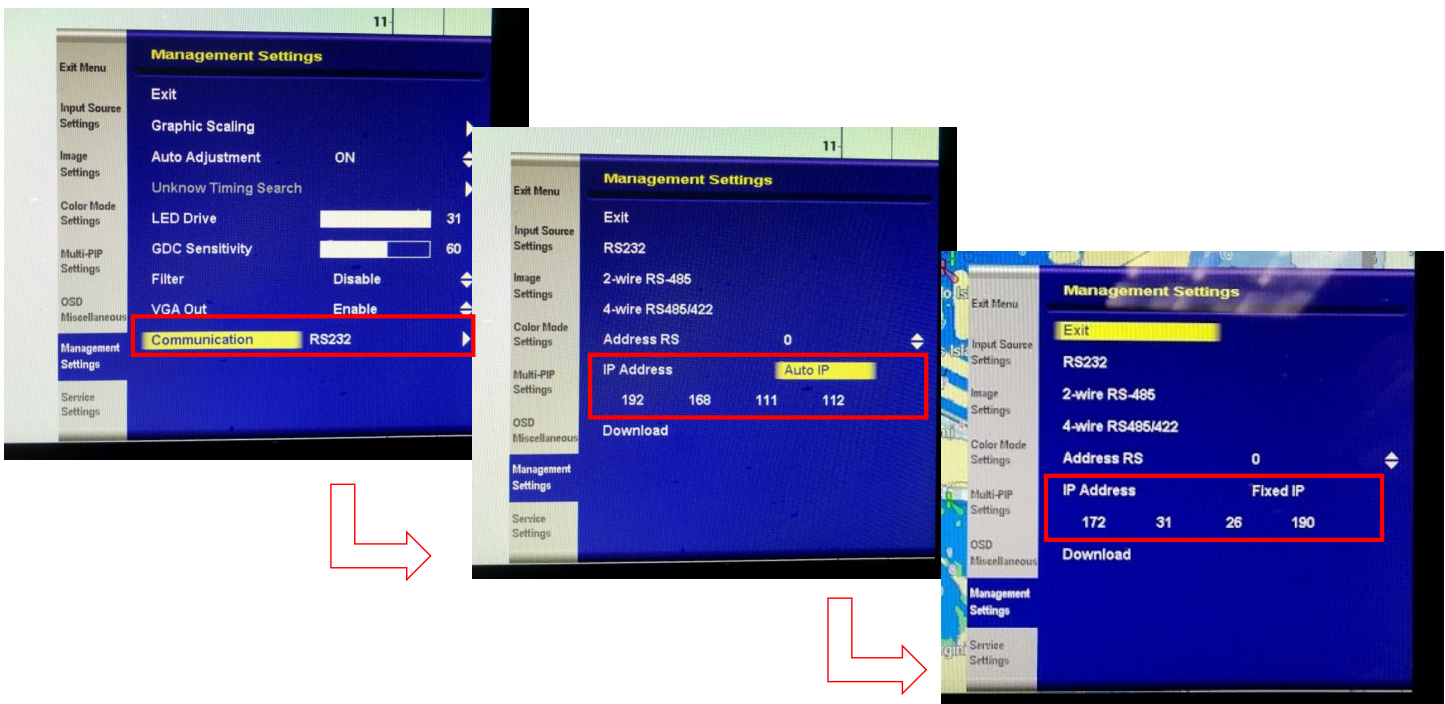 11
Management Settings
Exit Menu
Input Source
Settings
Image
Settings
Color Mode
Settings
Multi-PIP
Settings
OSD
Miscellaneous
Management
Settings
Service
Settings
Exit
Graphic Scaling
Auto Adjustment ON
Unknow Timing Search
LED Drive 31
GDC Sensitivity 60
Filter Disable
VGA Out Enable
Communication RS232
11
Management Settings
Exit Menu
Input Source
Settings
Image
Settings
Color Mode
Settings
Multi-PIP
Settings
OSD
Miscellaneous
Management
Settings
Service
Settings
Exit
RS232
2-wire RS-485
4-wire RS485/422
Address RS 0
IP Address Auto IP
192 168 111 112
Download
Management Settings
Exit Menu
Input Source
Settings
Image
Settings
Color Mode
Settings
Multi-PIP
Settings
OSD
Miscellaneous
Management
Settings
Service
Settings
Exit
RS232
2-wire RS-485
4-wire RS485/422
Address RS 0
IP Address Fixed IP
172 31 26 190
Download